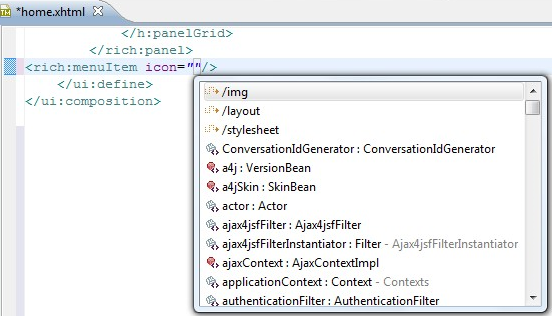 *home.xhtml
</h:panelGrid>
</rich:panel>
<rich:menuItem icon=""/>
</ui:define>
</ui:composition>
/img
/layout
/stylesheet
ConversationIdGenerator : ConversationIdGenerator
a4j : VersionBean
a4jSkin : SkinBean
actor : Actor
ajax4jsfFilter : Ajax4jsfFilter
ajax4jsfFilterInstantiator : Filter - Ajax4jsfFilterInstantiator
ajaxContext : AjaxContextImpl
applicationContext : Context - Contexts
authenticationFilter : AuthenticationFilter